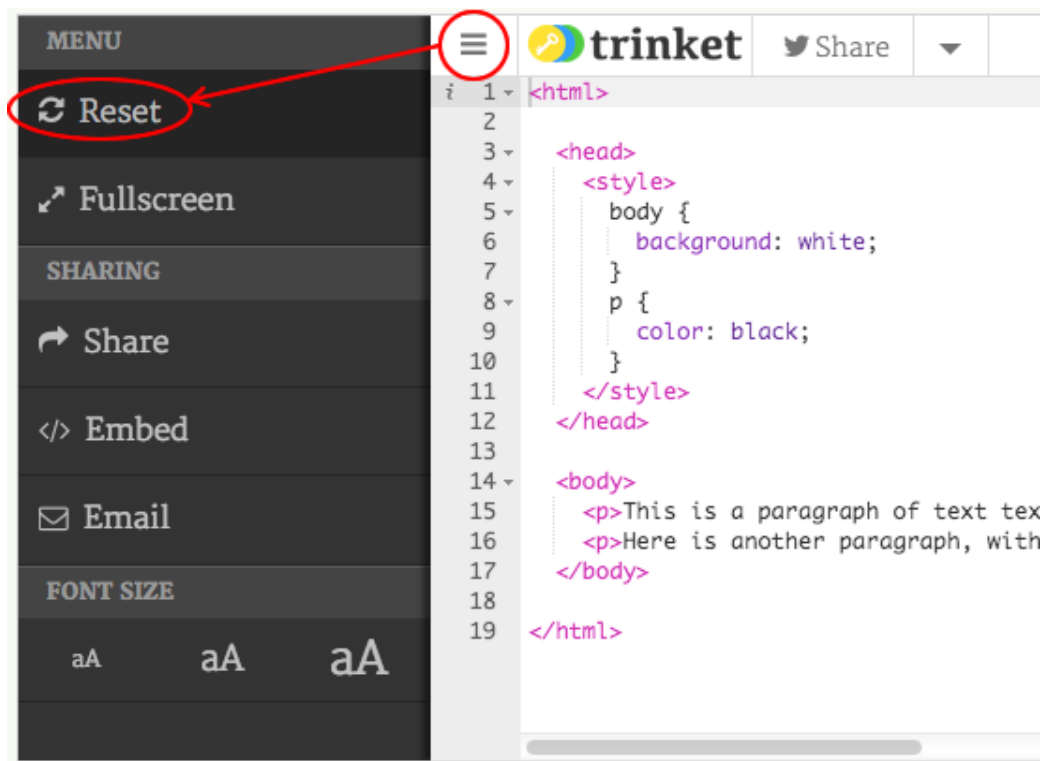 MENU
Reset
Fullscreen
SHARING
Share
</> Embed
Email
FONT SIZE
aA aA aA
trinket Share
i 1 <html>
2
3 <head>
4 <style>
5 body {
6 background: white;
7 }
8 p {
9 color: black;
10 }
11 </style>
12 </head>
13
14 <body>
15 <p>This is a paragraph of text tex
16 <p>Here is another paragraph, with
17 </body>
18
19 </html>